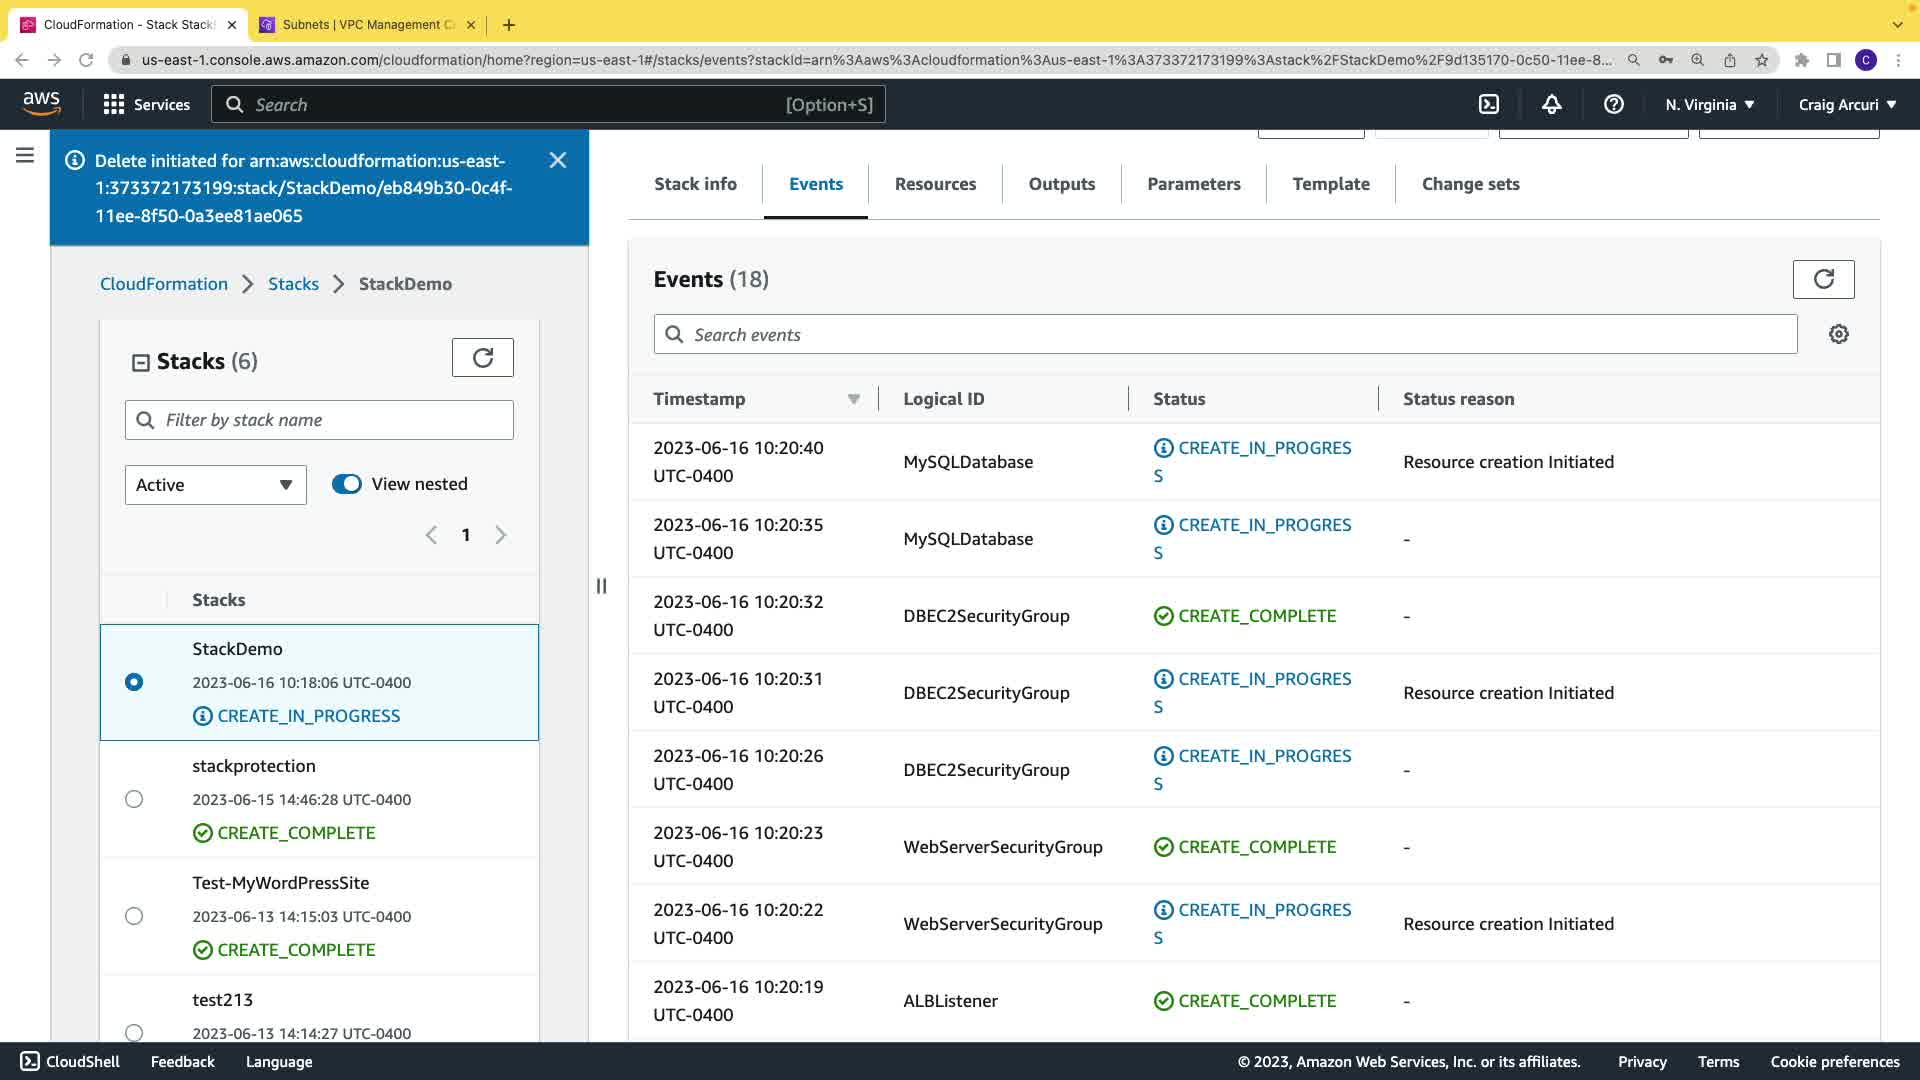 CloudFormation - Stack Stack
Subnets | VPC Management C
us-east-1.console.aws.amazon.com/cloudformation/home?region=us-east-1#/stacks/events?stackId=arn%3Aaws%3Acloudformation%3Aus-east-1%3A373372173199%3Astack%2FStackDemo%2F9d135170-0c50-11ee-8...
C
aws
Services
Search
[Option+S]
N. Virginia
Craig Arcuri
Delete initiated for arn:aws:cloudformation:us-east-
1:373372173199:stack/StackDemo/eb849b30-0c4f-
11ee-8f50-0a3ee81ae065
CloudFormation
Stacks
StackDemo
Stacks (6)
Filter by stack name
Active
View nested
1
Stacks
StackDemo
2023-06-16 10:18:06 UTC-0400
CREATE_IN_PROGRESS
stackprotection
2023-06-15 14:46:28 UTC-0400
CREATE_COMPLETE
Test-MyWordPressSite
2023-06-13 14:15:03 UTC-0400
CREATE_COMPLETE
test213
2023-06-13 14:14:27 UTC-0400
Stack info
Events
Resources
Outputs
Parameters
Template
Change sets
Events (18)
Search events
Timestamp
Logical ID
Status
Status reason
2023-06-16 10:20:40
UTC-0400
MySQLDatabase
CREATE_IN_PROGRES
S
Resource creation Initiated
2023-06-16 10:20:35
UTC-0400
MySQLDatabase
CREATE_IN_PROGRES
S
-
2023-06-16 10:20:32
UTC-0400
DBEC2SecurityGroup
CREATE_COMPLETE
-
2023-06-16 10:20:31
UTC-0400
DBEC2SecurityGroup
CREATE_IN_PROGRES
S
Resource creation Initiated
2023-06-16 10:20:26
UTC-0400
DBEC2SecurityGroup
CREATE_IN_PROGRES
S
-
2023-06-16 10:20:23
UTC-0400
WebServerSecurityGroup
CREATE_COMPLETE
-
2023-06-16 10:20:22
UTC-0400
WebServerSecurityGroup
CREATE_IN_PROGRES
S
Resource creation Initiated
2023-06-16 10:20:19
UTC-0400
ALBListener
CREATE_COMPLETE
-
CloudShell
Feedback
Language
© 2023, Amazon Web Services, Inc. or its affiliates.
Privacy
Terms
Cookie preferences